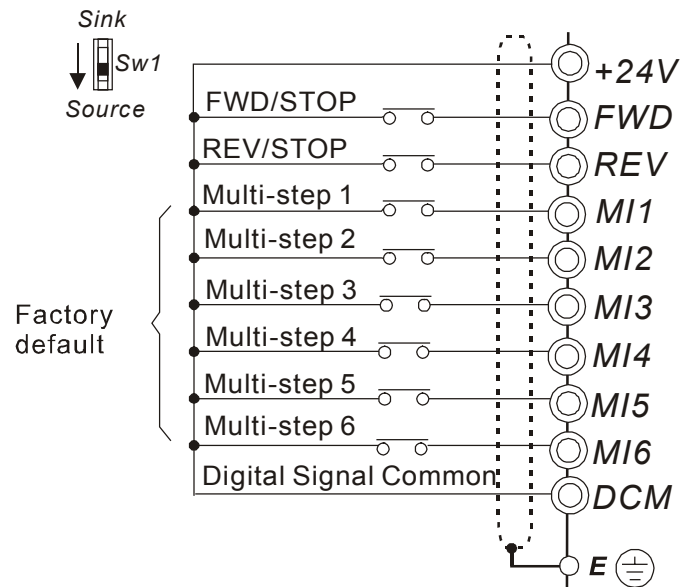 Sink
Sw1
Source
+24V
FWD/STOP
FWD
REV/STOP
REV
Multi-step 1
MI1
Multi-step 2
MI2
Multi-step 3
MI3
Factory
default
Multi-step 4
MI4
Multi-step 5
MI5
Multi-step 6
MI6
Digital Signal Common
DCM
E